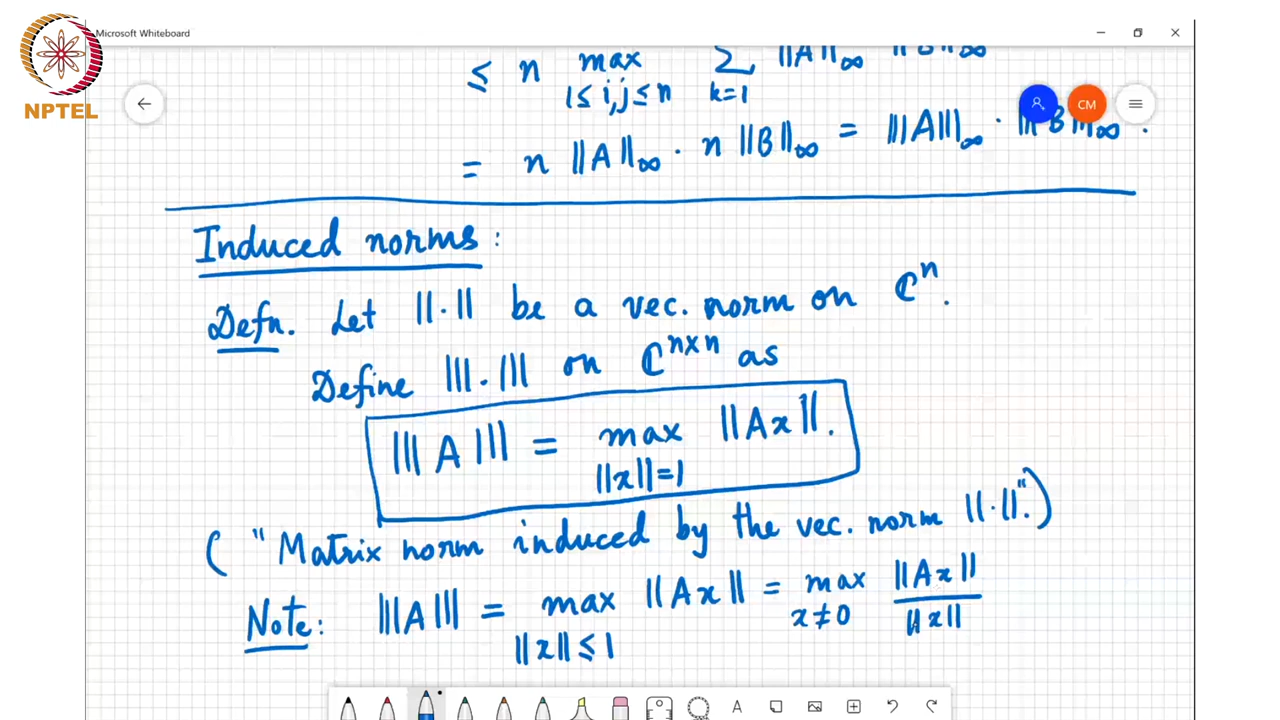 Microsoft Whiteboard
NPTEL
≤ n max Σ ||A||∞ ||B||∞
1≤i,j≤n k=1
CM
= n ||A||∞ · n ||B||∞ = |||A|||∞ · |||B|||∞ .
Induced norms:
Defn. Let ||·|| be a vec. norm on ℂⁿ.
Define |||·||| on ℂⁿˣⁿ as
|||A||| = max ||Ax||.
||x||=1
( "Matrix norm induced by the vec. norm ||·||.")
Note: |||A||| = max ||Ax|| = max ||Ax|| / ||x||
||x||≤1 x≠0
A